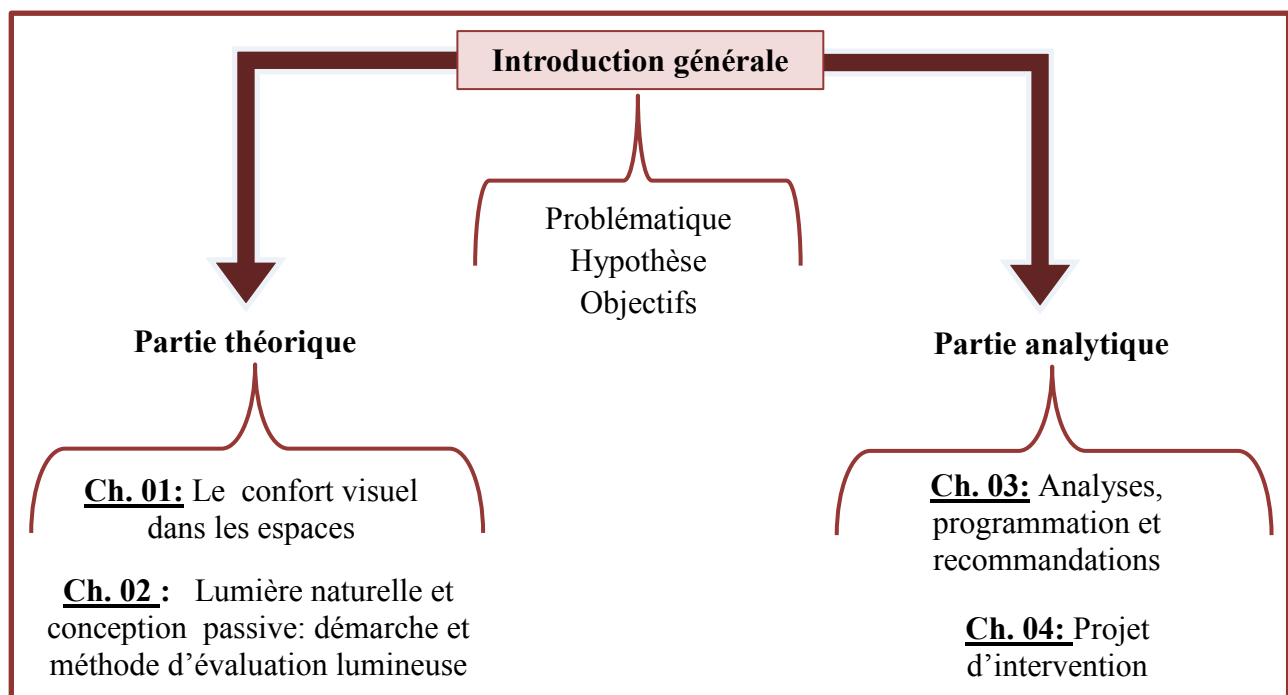 Introduction générale
Problématique
Hypothèse
Objectifs
Partie théorique
Ch. 01: Le confort visuel
dans les espaces
Ch. 02 : Lumière naturelle et
conception passive: démarche et
méthode d’évaluation lumineuse
Partie analytique
Ch. 03: Analyses,
programmation et
recommandations
Ch. 04: Projet
d’intervention